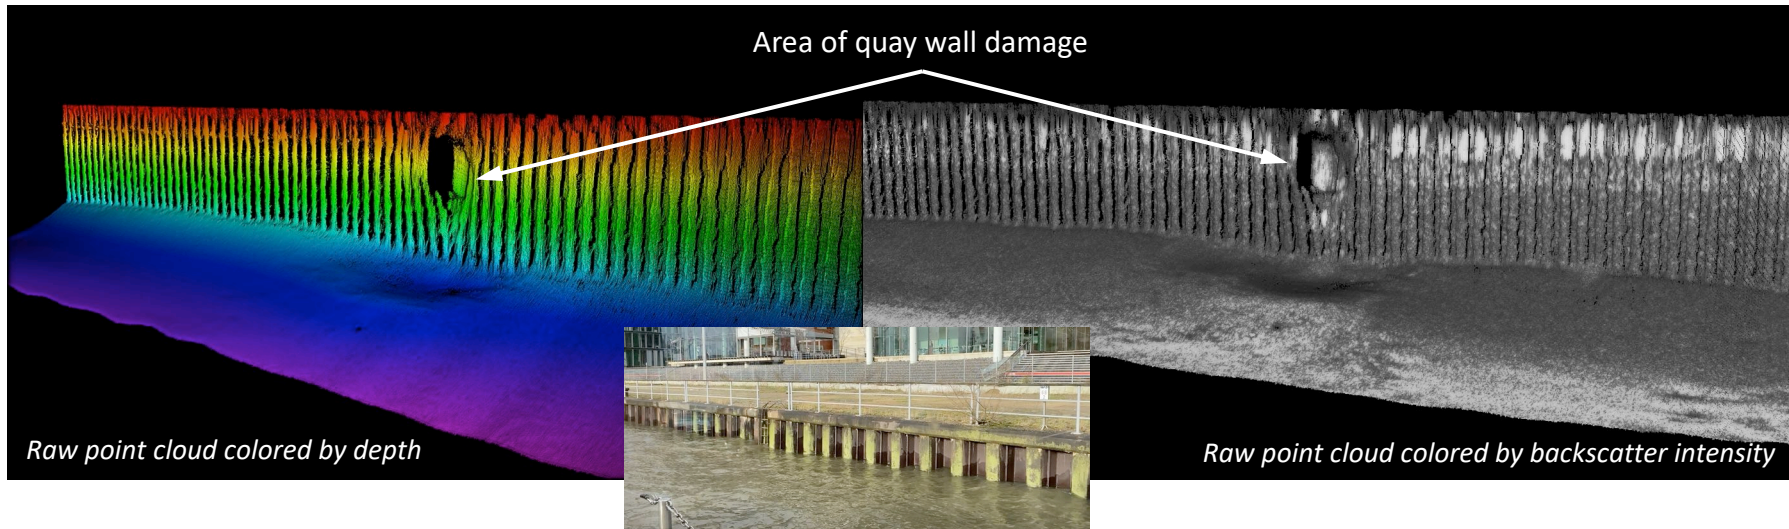 Area of quay wall damage
Raw point cloud colored by depth
Raw point cloud colored by backscatter intensity